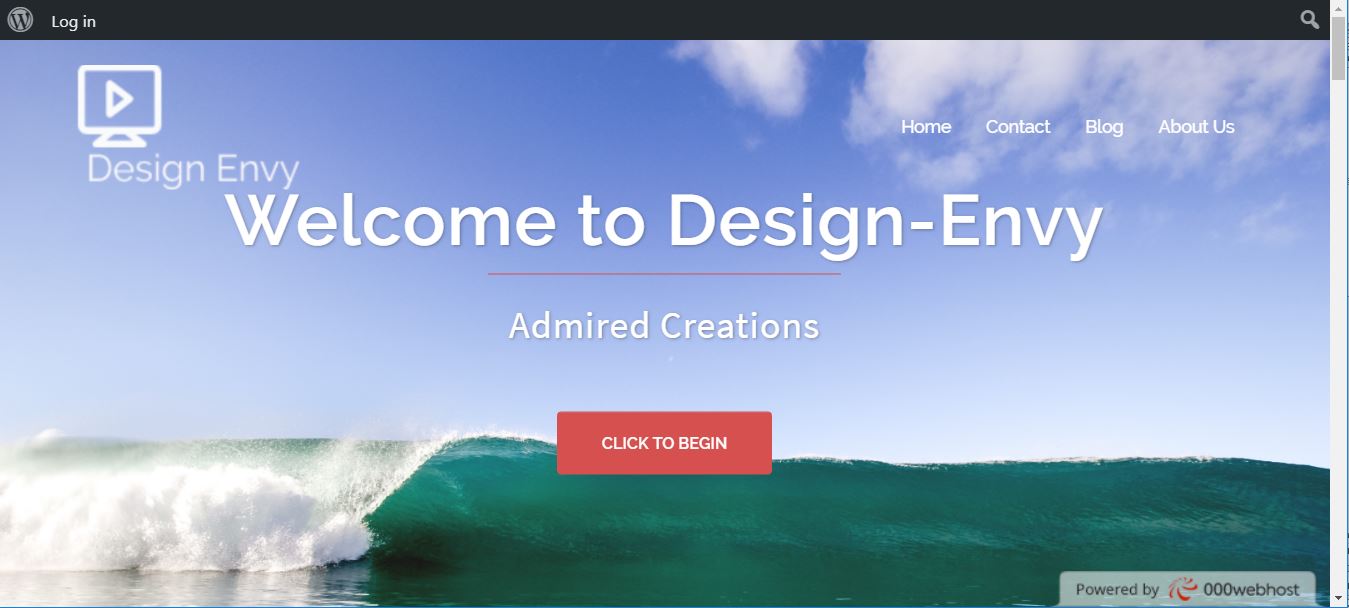 Log in
Design Envy
Home Contact Blog About Us
Welcome to Design-Envy
Admired Creations
CLICK TO BEGIN
Powered by 000webhost